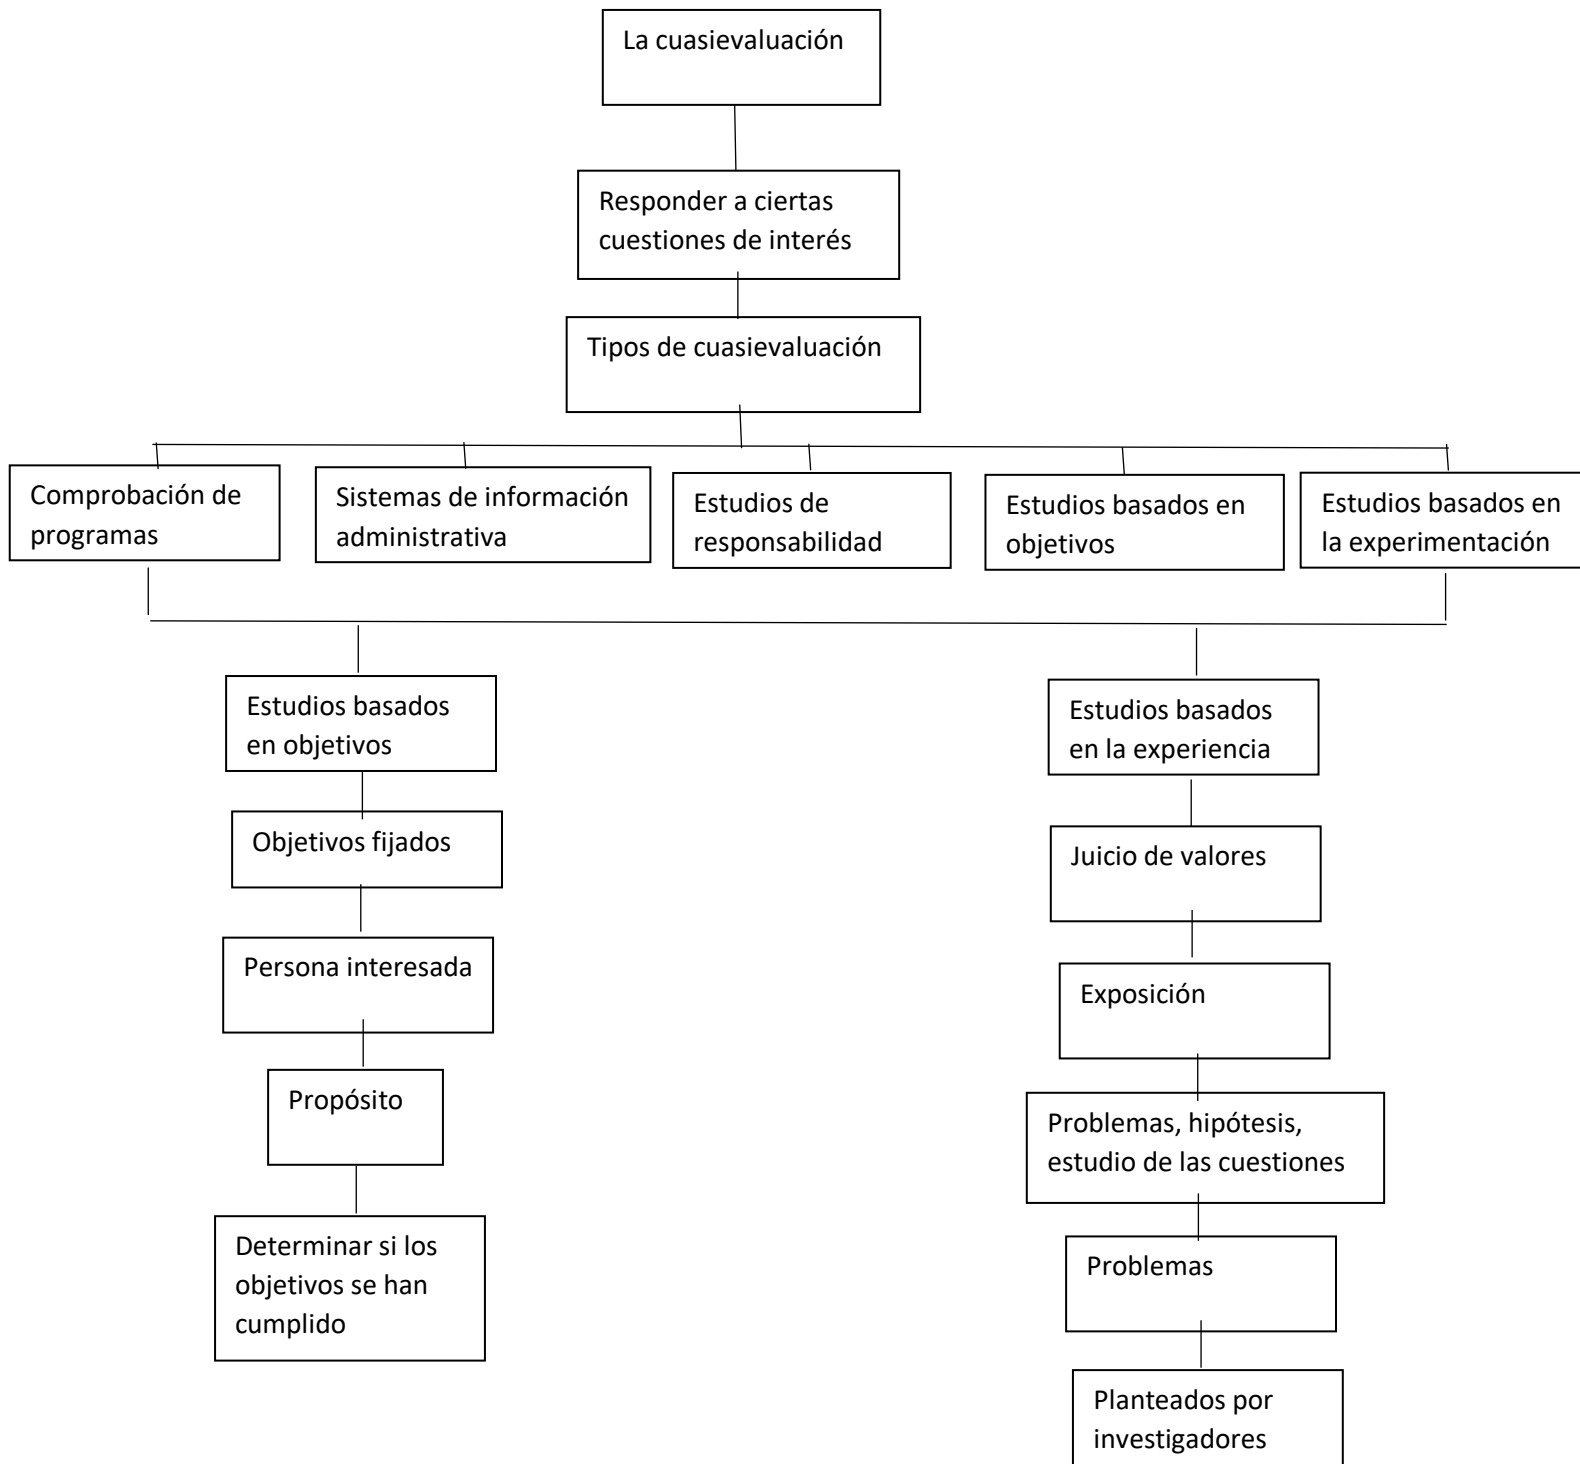 La cuasievaluación
Responder a ciertas
cuestiones de interés
Tipos de cuasievaluación
Comprobación de
programas
Sistemas de información
administrativa
Estudios de
responsabilidad
Estudios basados en
objetivos
Estudios basados en
la experimentación
Estudios basados
en objetivos
Objetivos fijados
Persona interesada
Propósito
Determinar si los
objetivos se han
cumplido
Estudios basados
en la experiencia
Juicio de valores
Exposición
Problemas, hipótesis,
estudio de las cuestiones
Problemas
Planteados por
investigadores